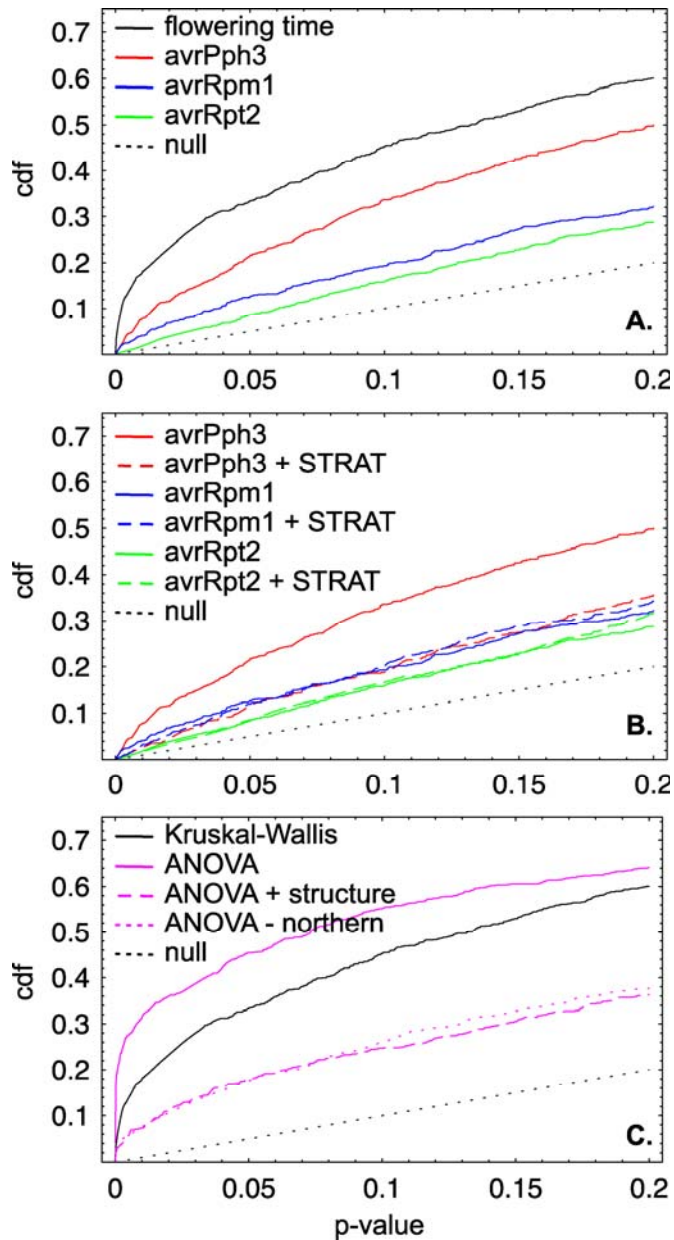 0.7
0.6
0.5
0.4
0.3
0.2
0.1
cdf
flowering time
avrPph3
avrRpm1
avrRpt2
null
A.
0 0.05 0.1 0.15 0.2
0.7
0.6
0.5
0.4
0.3
0.2
0.1
cdf
avrPph3
avrPph3 + STRAT
avrRpm1
avrRpm1 + STRAT
avrRpt2
avrRpt2 + STRAT
null
B.
0 0.05 0.1 0.15 0.2
0.7
0.6
0.5
0.4
0.3
0.2
0.1
cdf
Kruskal-Wallis
ANOVA
ANOVA + structure
ANOVA - northern
null
C.
0 0.05 0.1 0.15 0.2
p-value